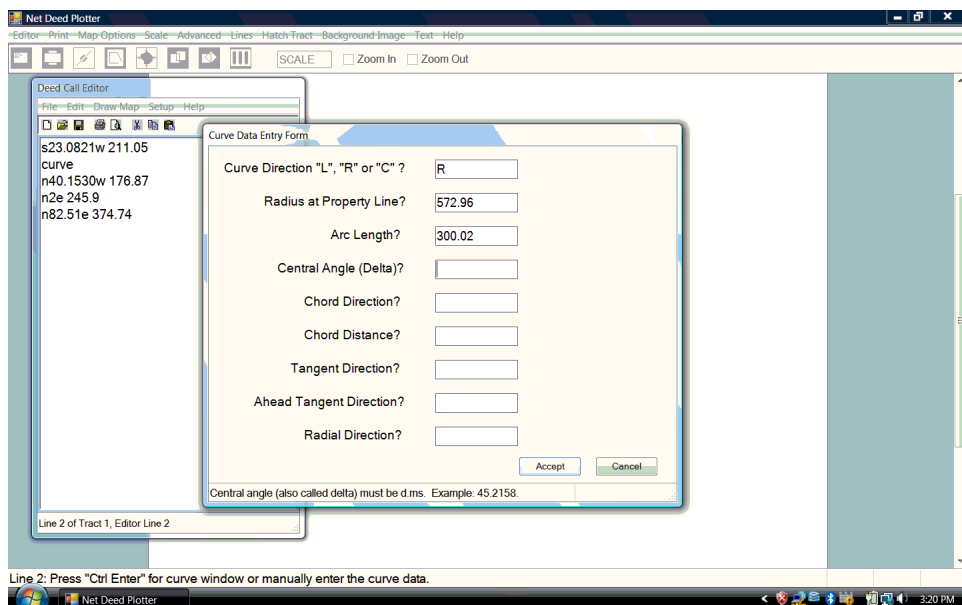 Net Deed Plotter
Editor Print Map Options Scale Advanced Lines Hatch Tract Background Image Text Help
SCALE Zoom In Zoom Out
Deed Call Editor
File Edit Draw Map Setup Help
s23.0821w 211.05
curve
n40.1530w 176.87
n2e 245.9
n82.51e 374.74
Line 2 of Tract 1, Editor Line 2
Curve Data Entry Form
Curve Direction "L", "R" or "C" ? R
Radius at Property Line? 572.96
Arc Length? 300.02
Central Angle (Delta)?
Chord Direction?
Chord Distance?
Tangent Direction?
Ahead Tangent Direction?
Radial Direction?
Accept Cancel
Central angle (also called delta) must be d.ms. Example: 45.2158.
Line 2: Press "Ctrl Enter" for curve window or manually enter the curve data.
Net Deed Plotter 3:20 PM